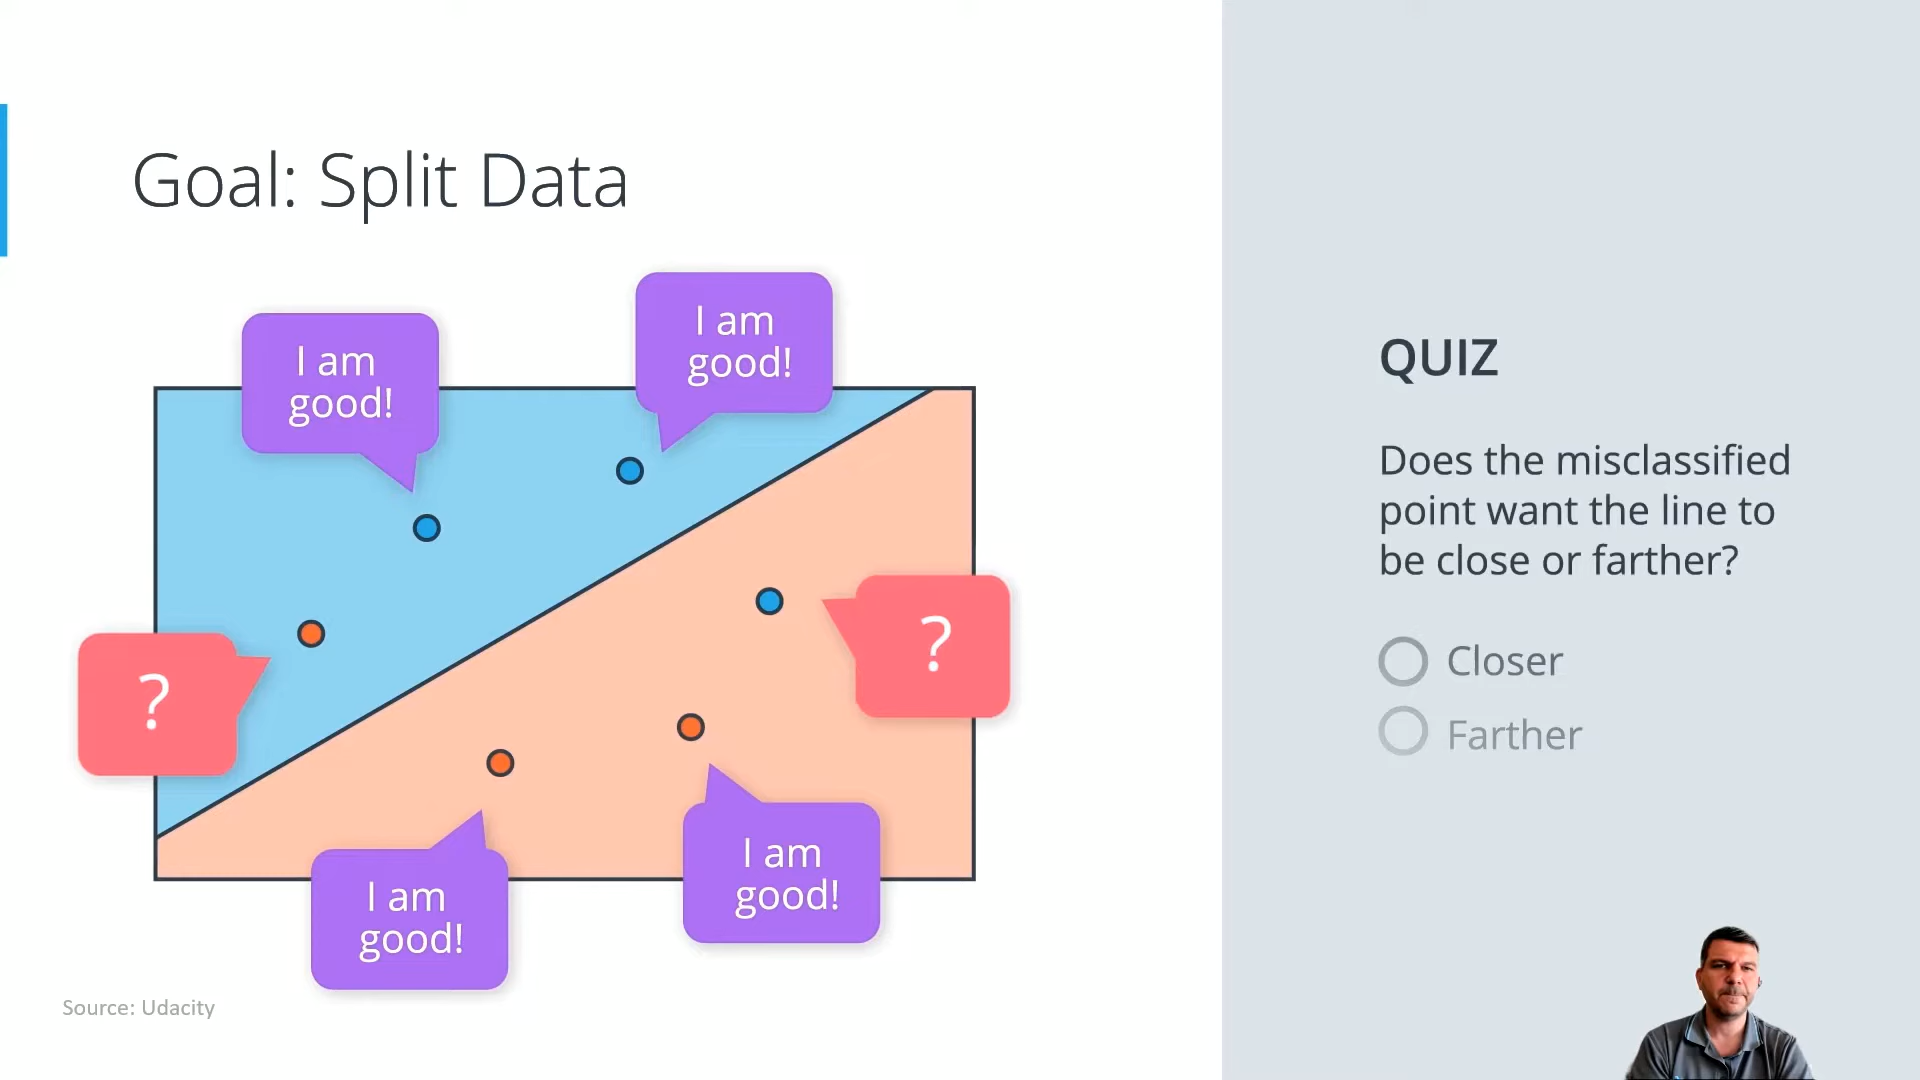 Goal: Split Data
I am
good!
I am
good!
?
?
I am
good!
I am
good!
Source: Udacity
QUIZ
Does the misclassified
point want the line to
be close or farther?
Closer
Farther